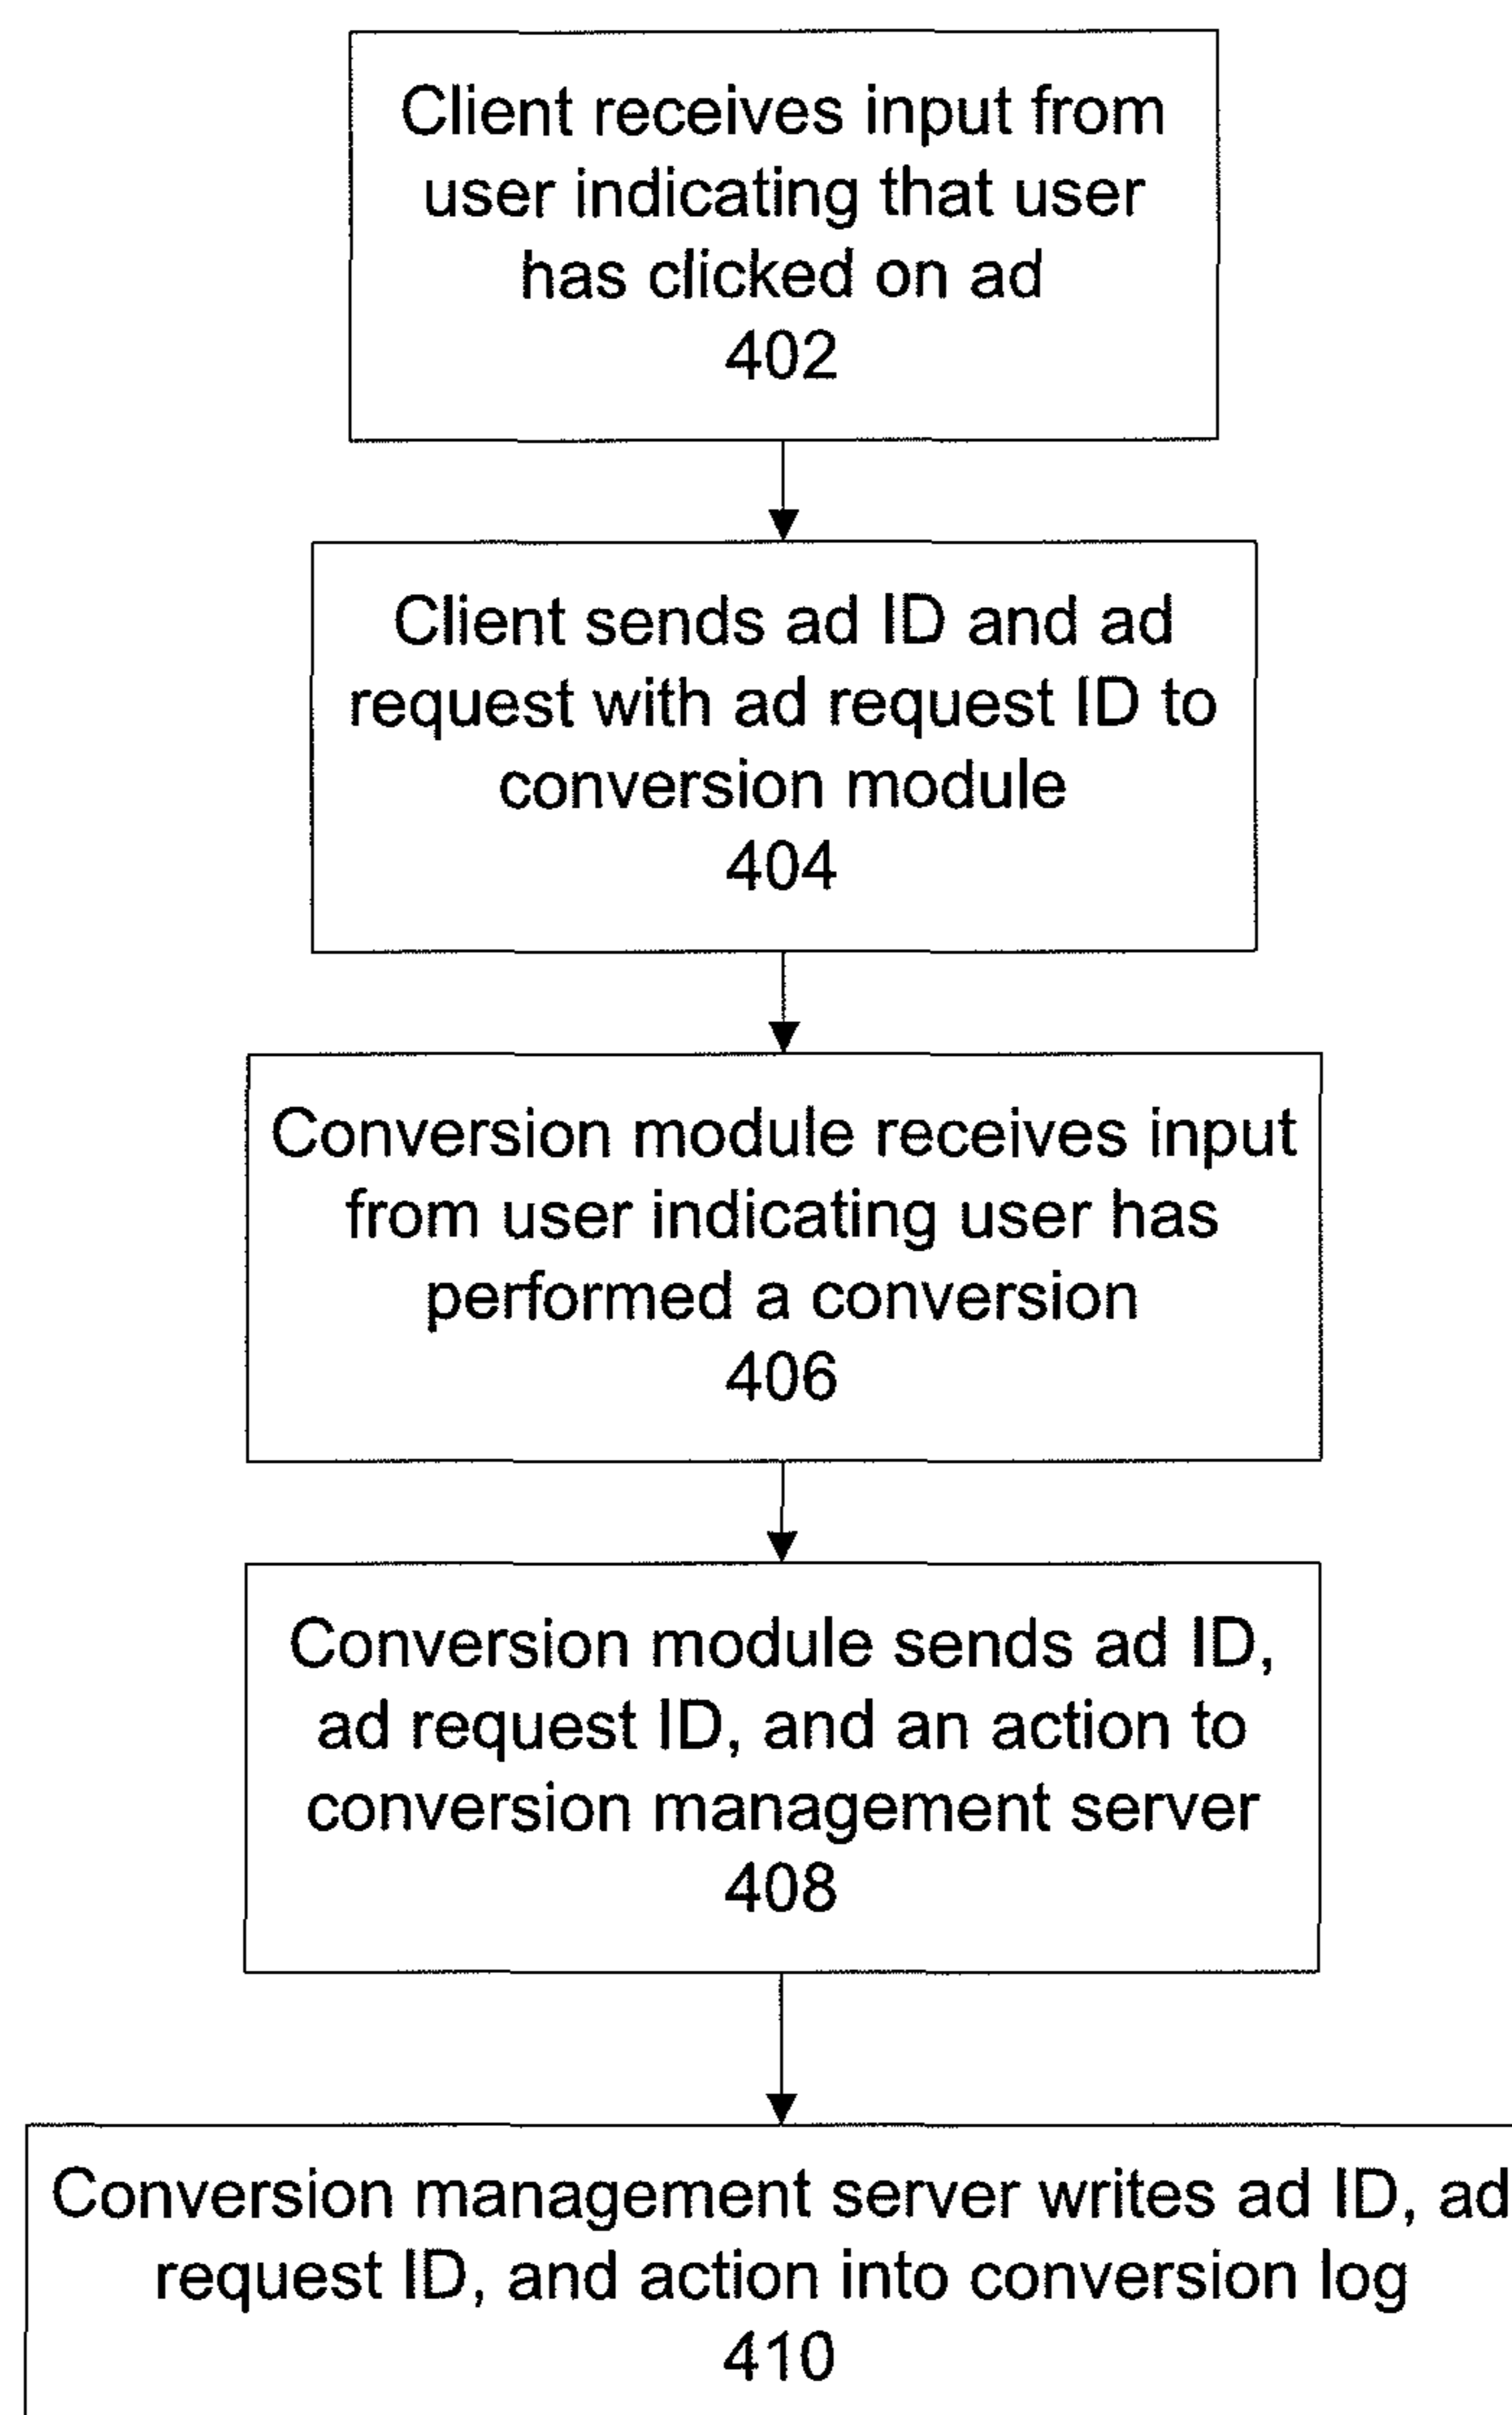 Client receives input from
user indicating that user
has clicked on ad
402
Client sends ad ID and ad
request with ad request ID to
conversion module
404
Conversion module receives input
from user indicating user has
performed a conversion
406
Conversion module sends ad ID,
ad request ID, and an action to
conversion management server
408
Conversion management server writes ad ID, ad
request ID, and action into conversion log
410